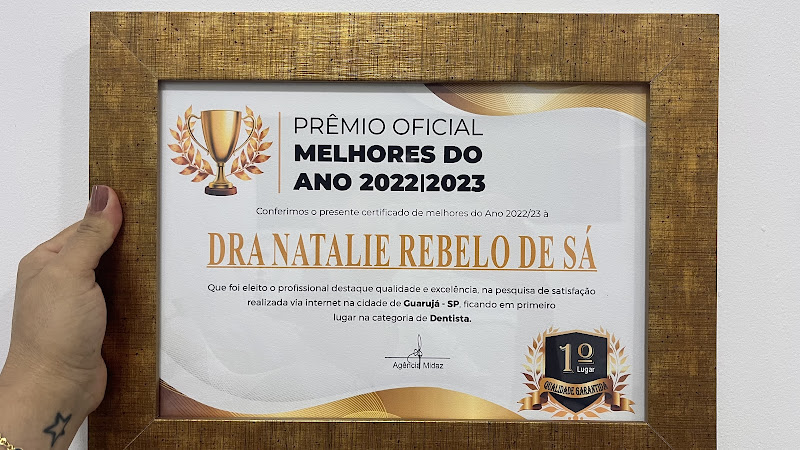 PRÊMIO OFICIAL
MELHORES DO
ANO 2022|2023
Conferimos o presente certificado de melhores do Ano 2022/23 a
DRA NATALIE REBELO DE SÁ
Que foi eleito o profissional destaque qualidade e excelência, na pesquisa de satisfação
realizada via internet na cidade de Guarujá - SP, ficando em primeiro
lugar na categoria de Dentista.
Agência Midaz
1º
Lugar
QUALIDADE GARANTIDA